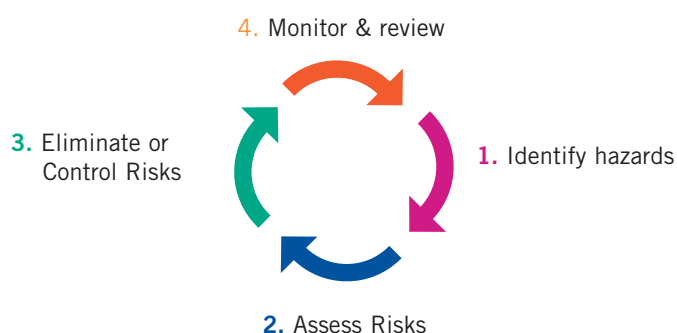 4. Monitor & review
3. Eliminate or
Control Risks
1. Identify hazards
2. Assess Risks